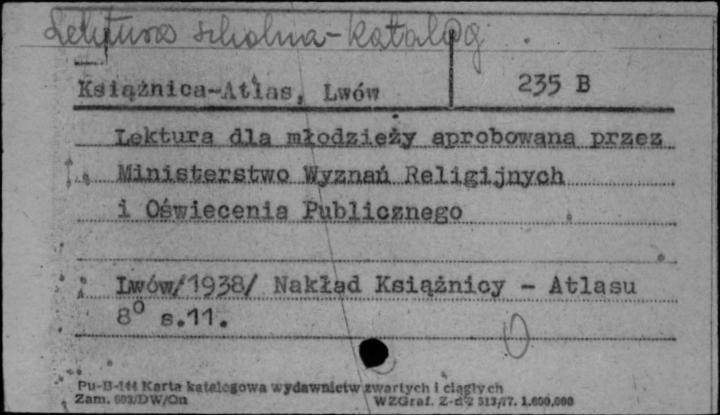 Lektura szkolna - katalog
Książnica-Atlas, Lwów 235 B
Lektura dla młodzieży aprobowana przez
Ministerstwo Wyznań Religijnych
i Oświecenia Publicznego
Lwów/1938/ Nakład Książnicy - Atlasu
8⁰ s.11.
Pu-B-144 Karta katalogowa wydawnictw zwartych i ciągłych
Zam. 603/DW/On WZGraf. Z-d 2 313/77. 1.600.000